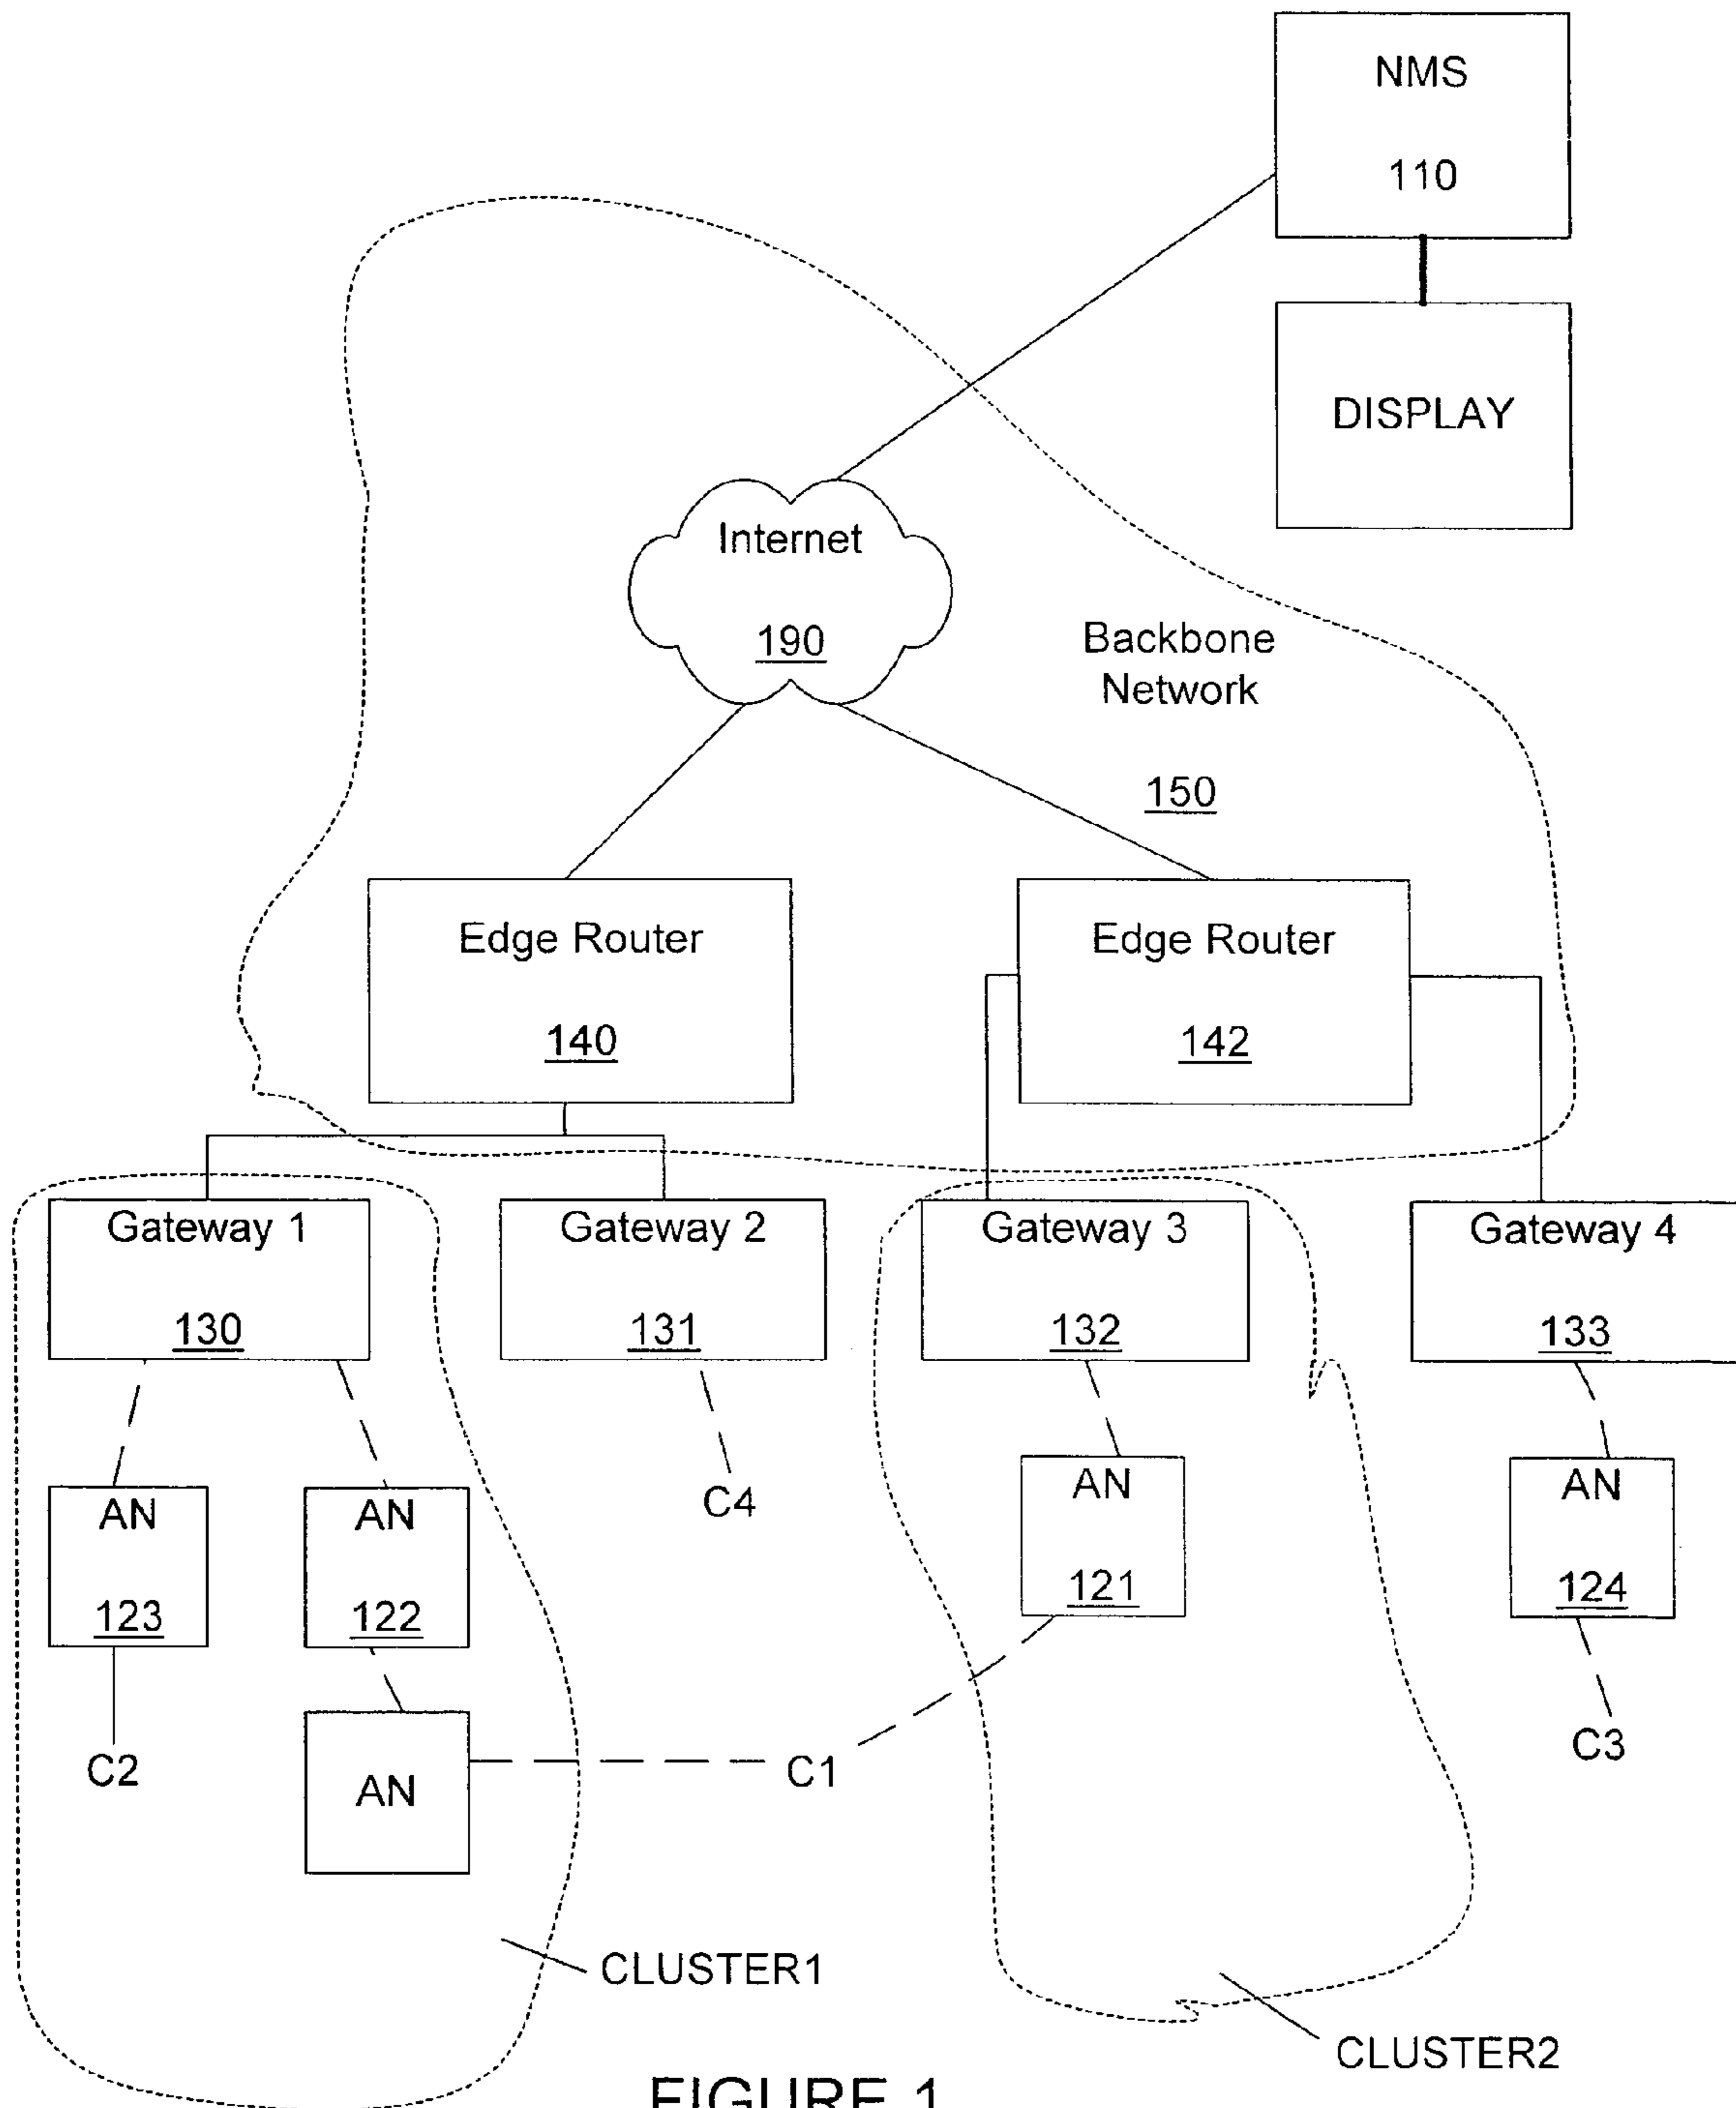 NMS
110
DISPLAY
Internet
190
Backbone
Network
150
Edge Router
140
Edge Router
142
Gateway 1
130
Gateway 2
131
Gateway 3
132
Gateway 4
133
AN
123
AN
122
C4
AN
121
AN
124
C2
AN
C1
C3
CLUSTER1
CLUSTER2
FIGURE 1